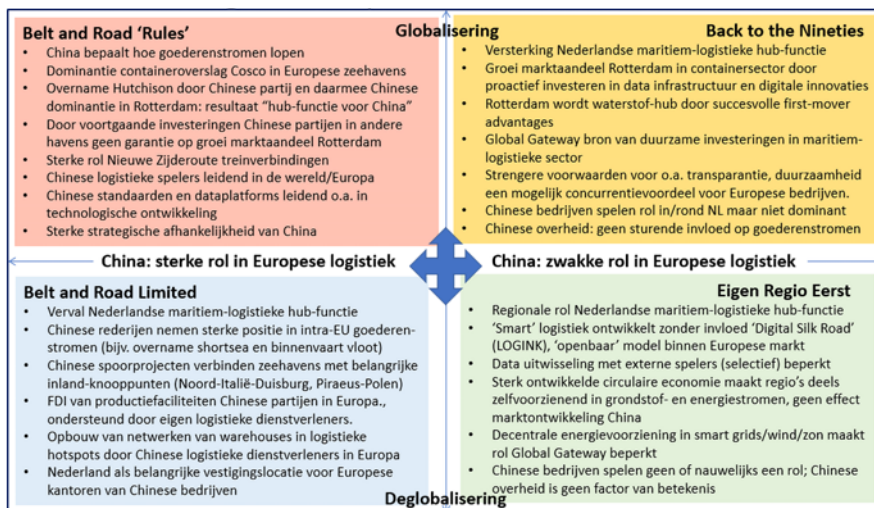 Globalisering
Belt and Road ‘Rules’
• China bepaalt hoe goederenstromen lopen
• Dominantie containeroverslag Cosco in Europese zeehavens
• Overname Hutchison door Chinese partij en daarmee Chinese
dominantie in Rotterdam: resultaat “hub-functie voor China”
• Door voortgaande investeringen Chinese partijen in andere
havens geen garantie op groei marktaandeel Rotterdam
• Sterke rol Nieuwe Zijderoute treinverbindingen
• Chinese logistieke spelers leidend in de wereld/Europa
• Chinese standaarden en dataplatforms leidend o.a. in
technologische ontwikkeling
• Sterke strategische afhankelijkheid van China
Back to the Nineties
• Versterking Nederlandse maritiem-logistieke hub-functie
• Groei marktaandeel Rotterdam in containersector door
proactief investeren in data infrastructuur en digitale innovaties
• Rotterdam wordt waterstof-hub door succesvolle first-mover
advantages
• Global Gateway bron van duurzame investeringen in maritiem-
logistieke sector
• Strengere voorwaarden voor o.a. transparantie, duurzaamheid
een mogelijk concurrentievoordeel voor Europese bedrijven.
• Chinese bedrijven spelen rol in/rond NL maar niet dominant
• Chinese overheid: geen sturende invloed op goederenstromen
China: sterke rol in Europese logistiek
China: zwakke rol in Europese logistiek
Belt and Road Limited
• Verval Nederlandse maritiem-logistieke hub-functie
• Chinese rederijen nemen sterke positie in intra-EU goederen-
stromen (bijv. overname shortsea en binnenvaart vloot)
• Chinese spoorprojecten verbinden zeehavens met belangrijke
inland-knooppunten (Noord-Italië-Duisburg, Piraeus-Polen)
• FDI van productiefaciliteiten Chinese partijen in Europa.,
ondersteund door eigen logistieke dienstverleners.
• Opbouw van netwerken van warehouses in logistieke
hotspots door Chinese logistieke dienstverleners in Europa
• Nederland als belangrijke vestigingslocatie voor Europese
kantoren van Chinese bedrijven
Eigen Regio Eerst
• Regionale rol Nederlandse maritiem-logistieke hub-functie
• ‘Smart’ logistiek ontwikkelt zonder invloed ‘Digital Silk Road’
(LOGINK), ‘openbaar’ model binnen Europese markt
• Data uitwisseling met externe spelers (selectief) beperkt
• Sterk ontwikkelde circulaire economie maakt regio’s deels
zelfvoorzienend in grondstof- en energiestromen, geen effect
marktontwikkeling China
• Decentrale energievoorziening in smart grids/wind/zon maakt
rol Global Gateway beperkt
• Chinese bedrijven spelen geen of nauwelijks een rol; Chinese
overheid is geen factor van betekenis
Deglobalisering